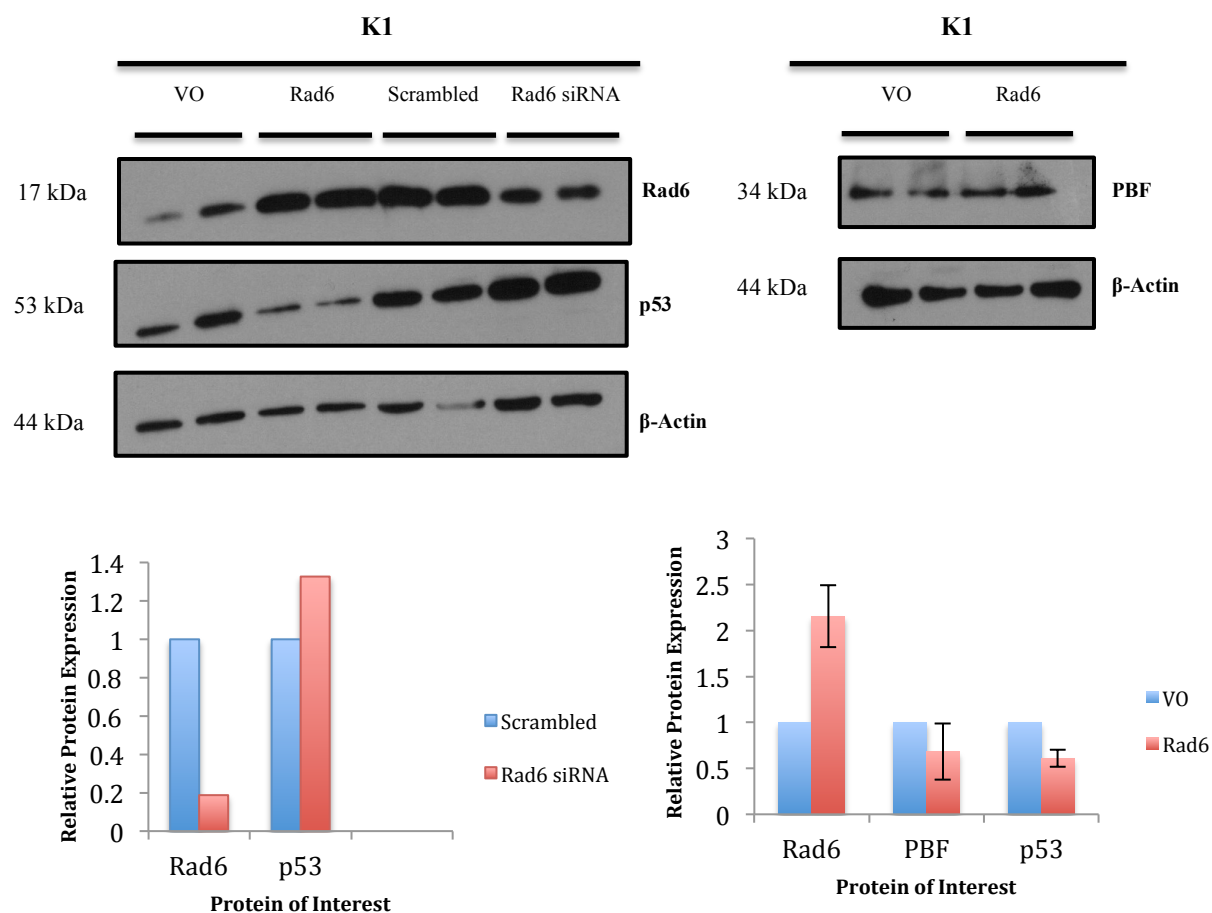 K1
VO Rad6 Scrambled Rad6 siRNA
17 kDa Rad6
53 kDa p53
44 kDa β-Actin
K1
VO Rad6
34 kDa PBF
44 kDa β-Actin
Relative Protein Expression
1.4
1.2
1
0.8
0.6
0.4
0.2
0
Rad6 p53
Protein of Interest
Scrambled
Rad6 siRNA
Relative Protein Expression
3
2.5
2
1.5
1
0.5
0
Rad6 PBF p53
Protein of Interest
VO
Rad6